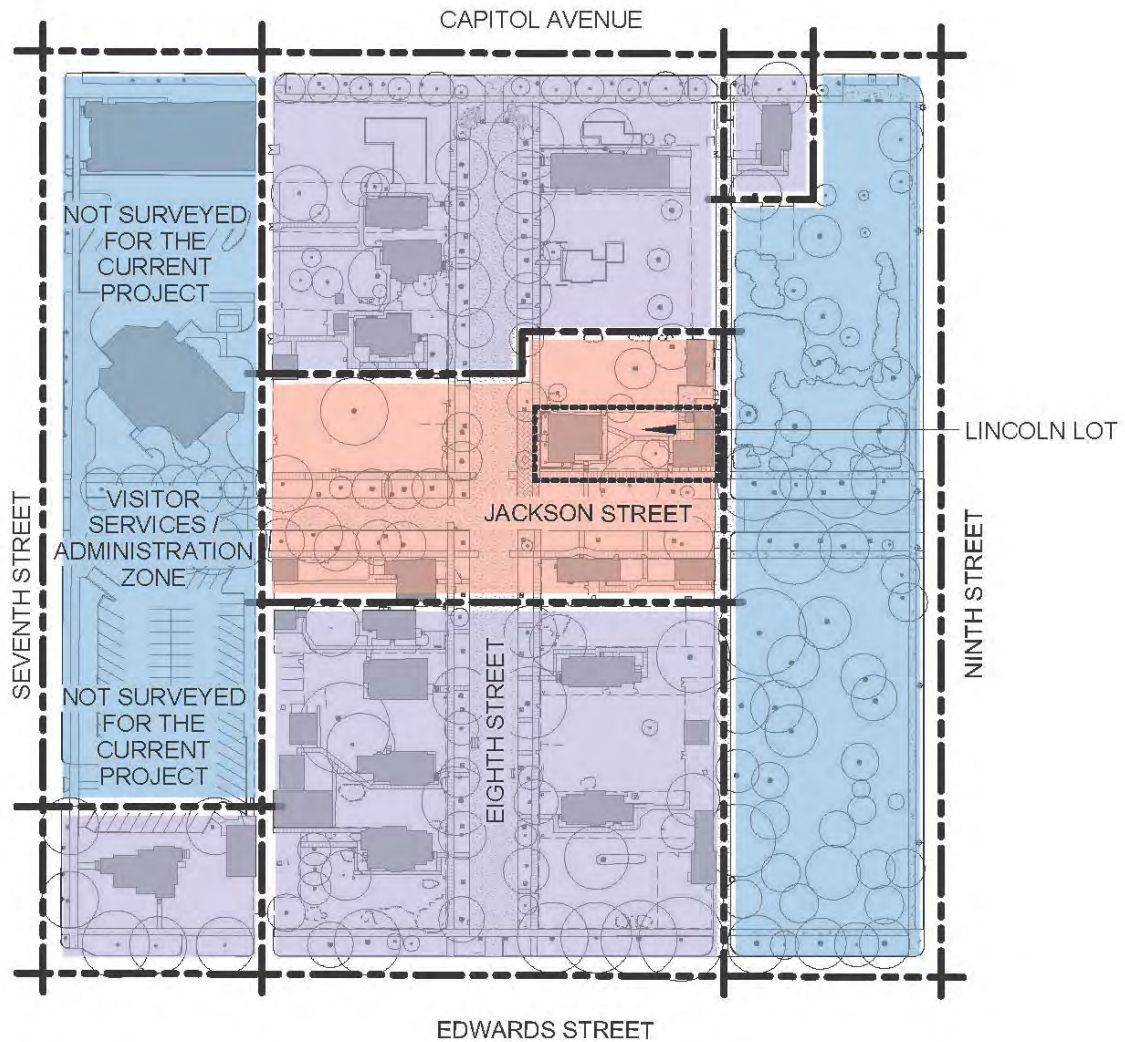 CAPITOL AVENUE
NOT SURVEYED
FOR THE
CURRENT
PROJECT
LINCOLN LOT
VISITOR
SERVICES /
ADMINISTRATION
ZONE
JACKSON STREET
SEVENTH STREET
NINTH STREET
EIGHTH STREET
NOT SURVEYED
FOR THE
CURRENT
PROJECT
EDWARDS STREET